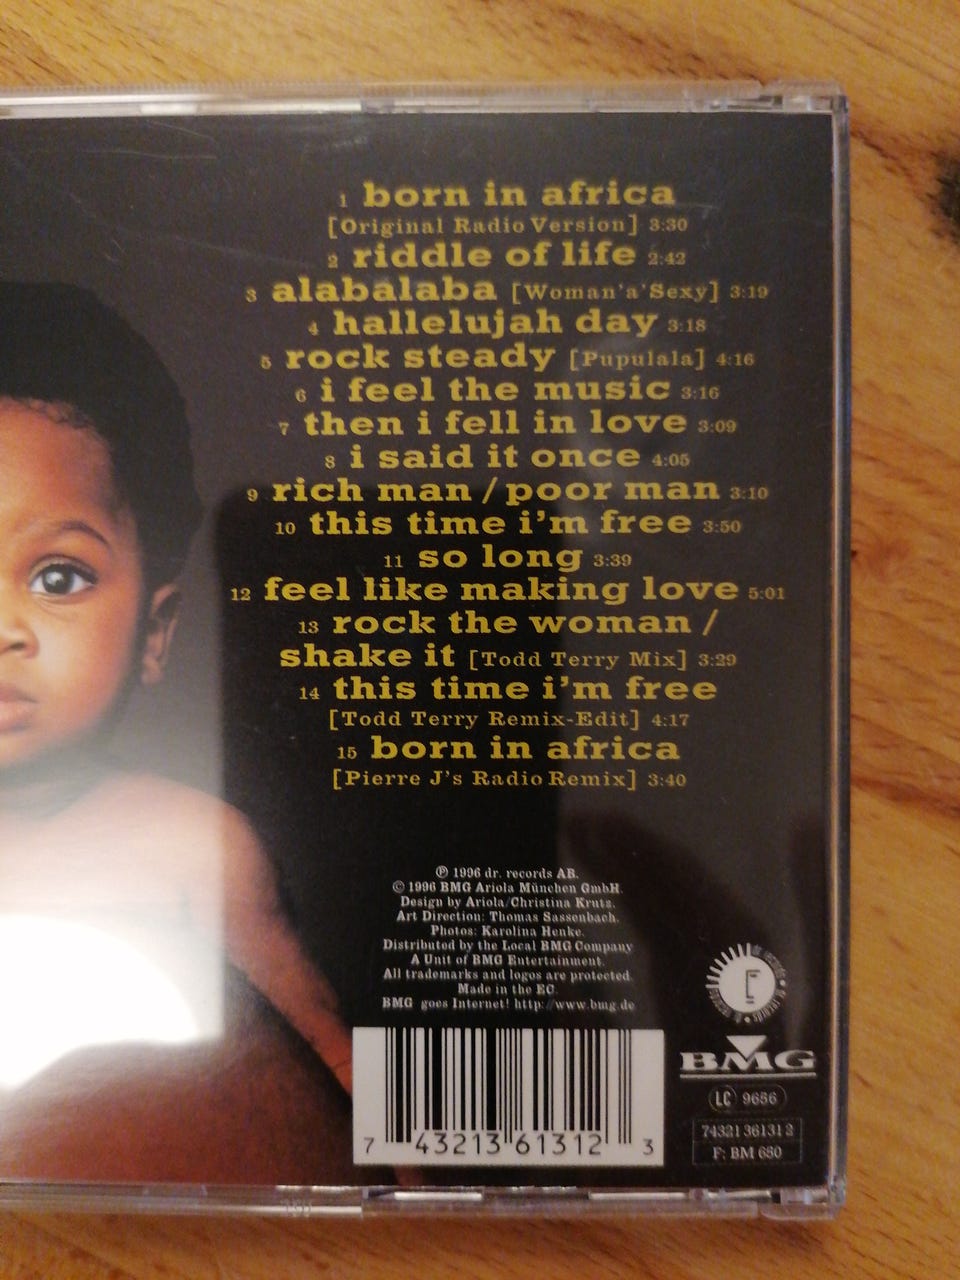 1 born in africa
[Original Radio Version] 3:30
2 riddle of life 2:42
3 alabalaba [Woman'a'Sexy] 3:19
4 hallelujah day 3:18
5 rock steady [Pupulala] 4:16
6 i feel the music 3:16
7 then i fell in love 3:09
8 i said it once 4:05
9 rich man / poor man 3:10
10 this time i'm free 3:50
11 so long 3:39
12 feel like making love 5:01
13 rock the woman /
shake it [Todd Terry Mix] 3:29
14 this time i'm free
[Todd Terry Remix-Edit] 4:17
15 born in africa
[Pierre J's Radio Remix] 3:40
℗ 1996 dr. records AB.
© 1996 BMG Ariola München GmbH.
Design by Ariola/Christina Krutz.
Art Direction: Thomas Sassenbach.
Photos: Karolina Henke.
Distributed by the Local BMG Company
A Unit of BMG Entertainment.
All trademarks and logos are protected.
Made in the EC.
BMG goes Internet! http://www.bmg.de
7 43213 61312 3
BMG
LC 9656
74321 36131 2
F: BM 650